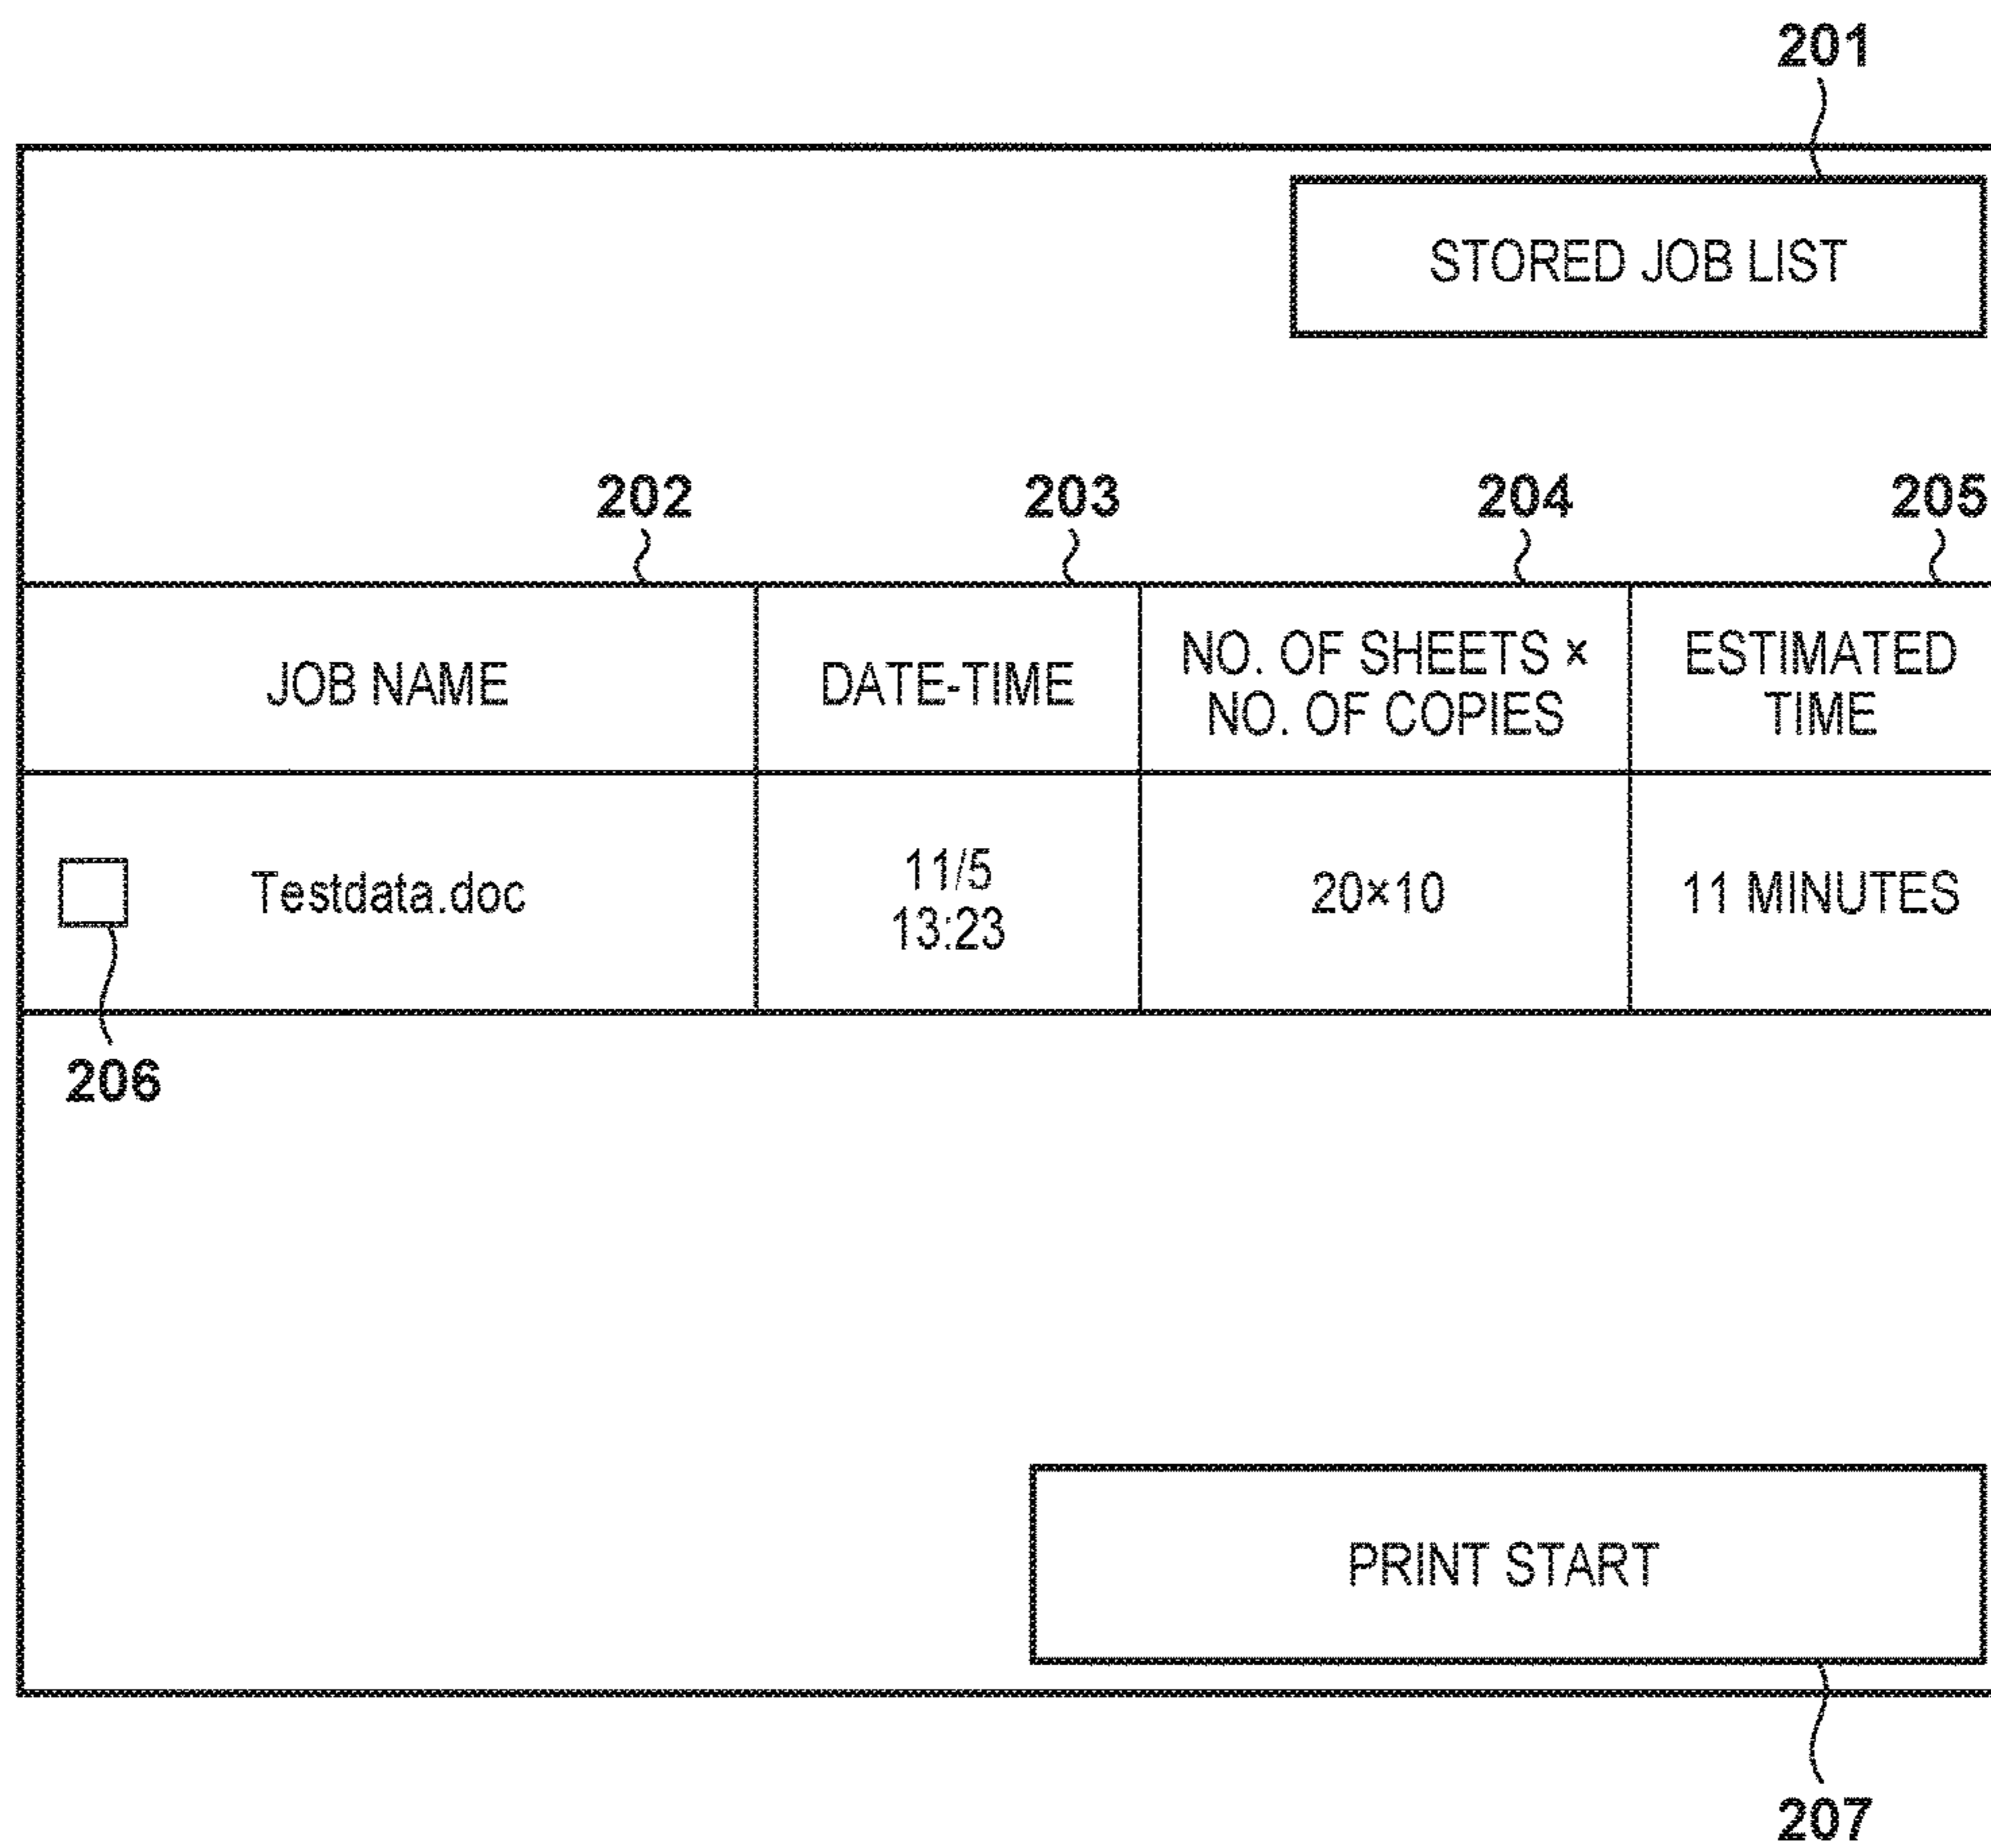 201
STORED JOB LIST
202 203 204 205
JOB NAME
DATE-TIME
NO. OF SHEETS ×
NO. OF COPIES
ESTIMATED
TIME
Testdata.doc
11/5
13:23
20×10
11 MINUTES
206
PRINT START
207